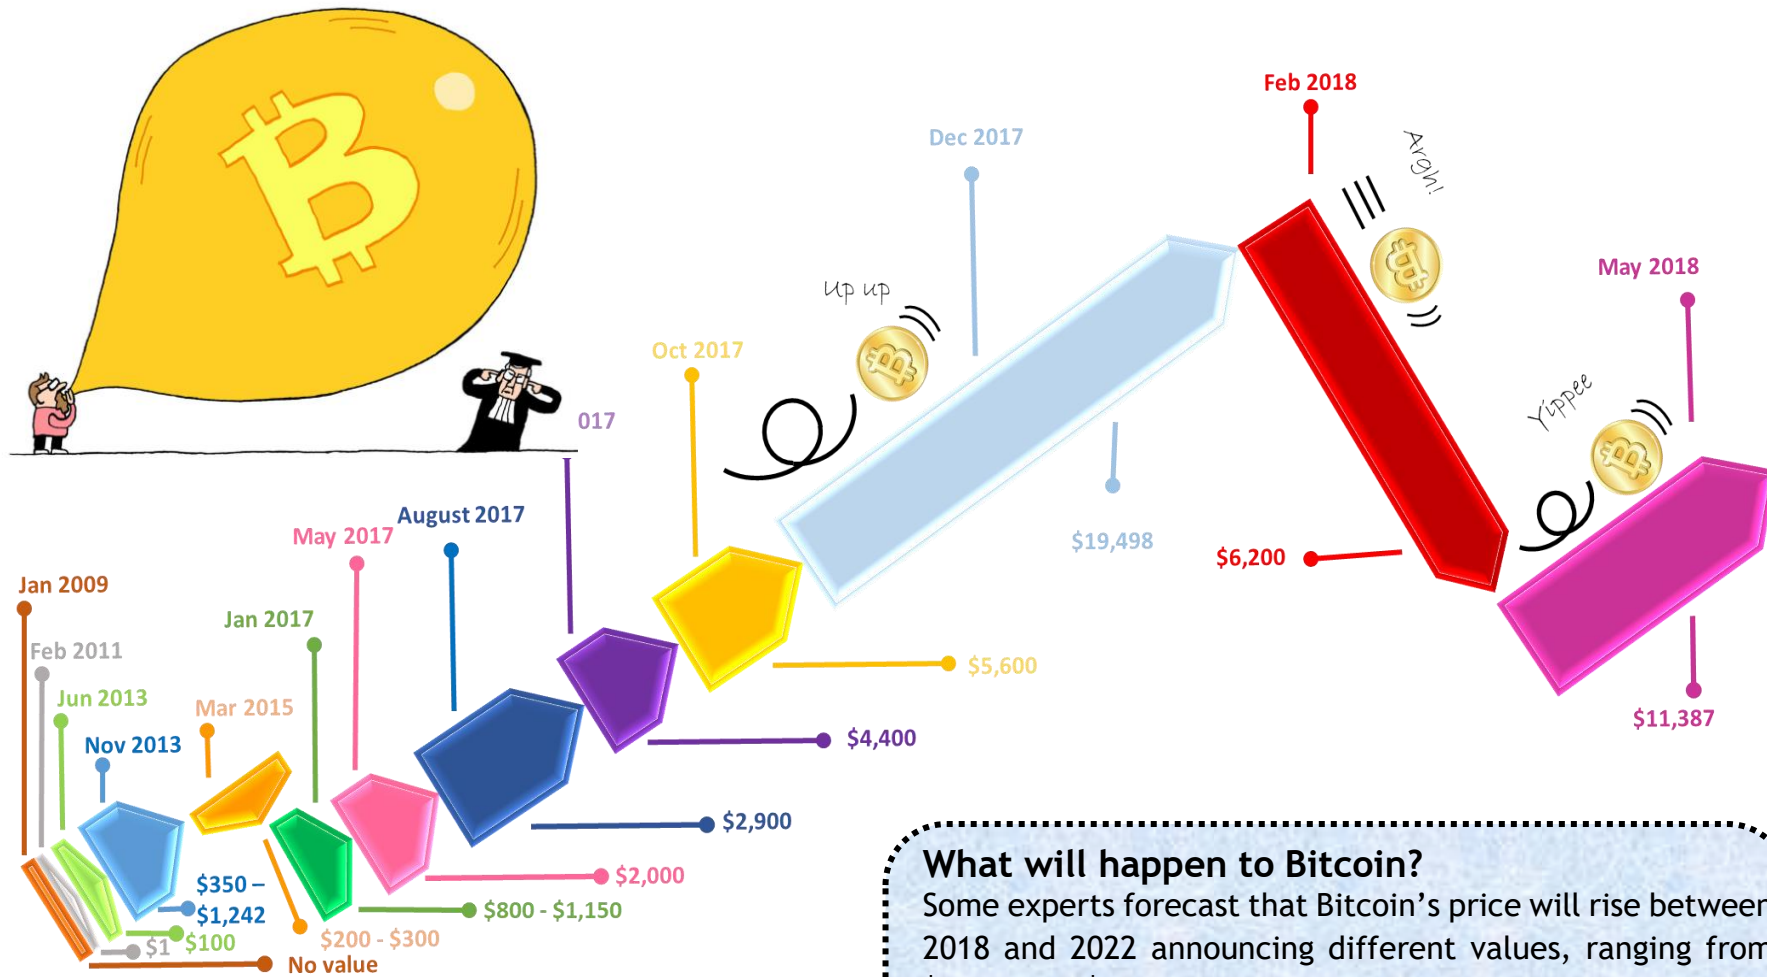 Feb 2018
Argh!
Dec 2017
May 2018
Up up
Oct 2017
Yippee
017
August 2017
May 2017
$19,498
$6,200
Jan 2009
Jan 2017
Feb 2011
$5,600
Jun 2013
Mar 2015
$11,387
Nov 2013
$4,400
$2,900
$2,000
$350 –
$1,242
$800 - $1,150
$1
$100
$200 - $300
No value
What will happen to Bitcoin?
Some experts forecast that Bitcoin’s price will rise between
2018 and 2022 announcing different values, ranging from